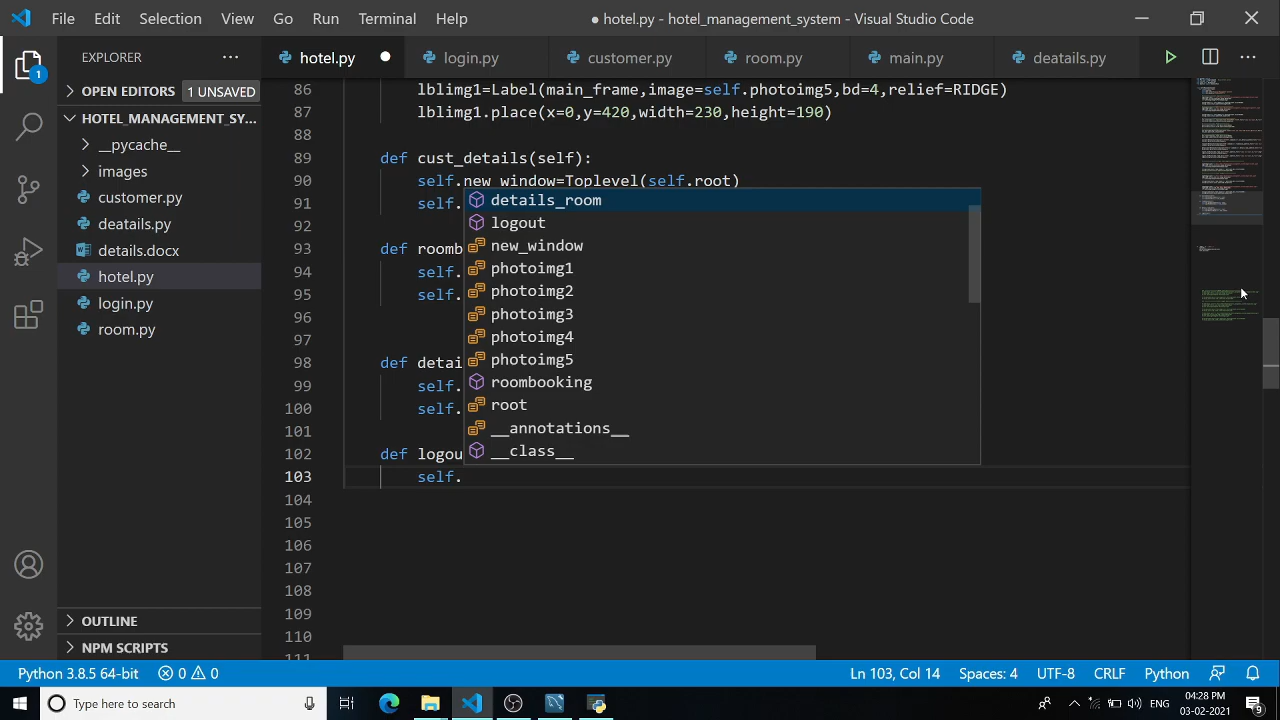 File Edit Selection View Go Run Terminal Help
● hotel.py - hotel_management_system - Visual Studio Code
EXPLORER
hotel.py
login.py
customer.py
room.py
main.py
deatails.py
OPEN EDITORS 1 UNSAVED
HOTEL_MANAGEMENT_SY...
__pycache__
images
customer.py
deatails.py
details.docx
hotel.py
login.py
room.py
OUTLINE
NPM SCRIPTS
1
86 lblimg1=Label(main_frame,image=self.photoimg5,bd=4,relief=RIDGE)
87 lblimg1.place(x=0,y=420,width=230,height=190)
89 def cust_details(self):
90 self.new_window=Toplevel(self.root)
91 self.
92
93 def roomb
94 self.
95 self.
96
97
98 def detai
99 self.
100 self.
101
102 def logou
103 self.
104
105
106
107
108
109
110
111
details_room
logout
new_window
photoimg1
photoimg2
photoimg3
photoimg4
photoimg5
roombooking
root
__annotations__
__class__
Python 3.8.5 64-bit 0 0 Ln 103, Col 14 Spaces: 4 UTF-8 CRLF Python
Type here to search
ENG
04:28 PM
03-02-2021
9